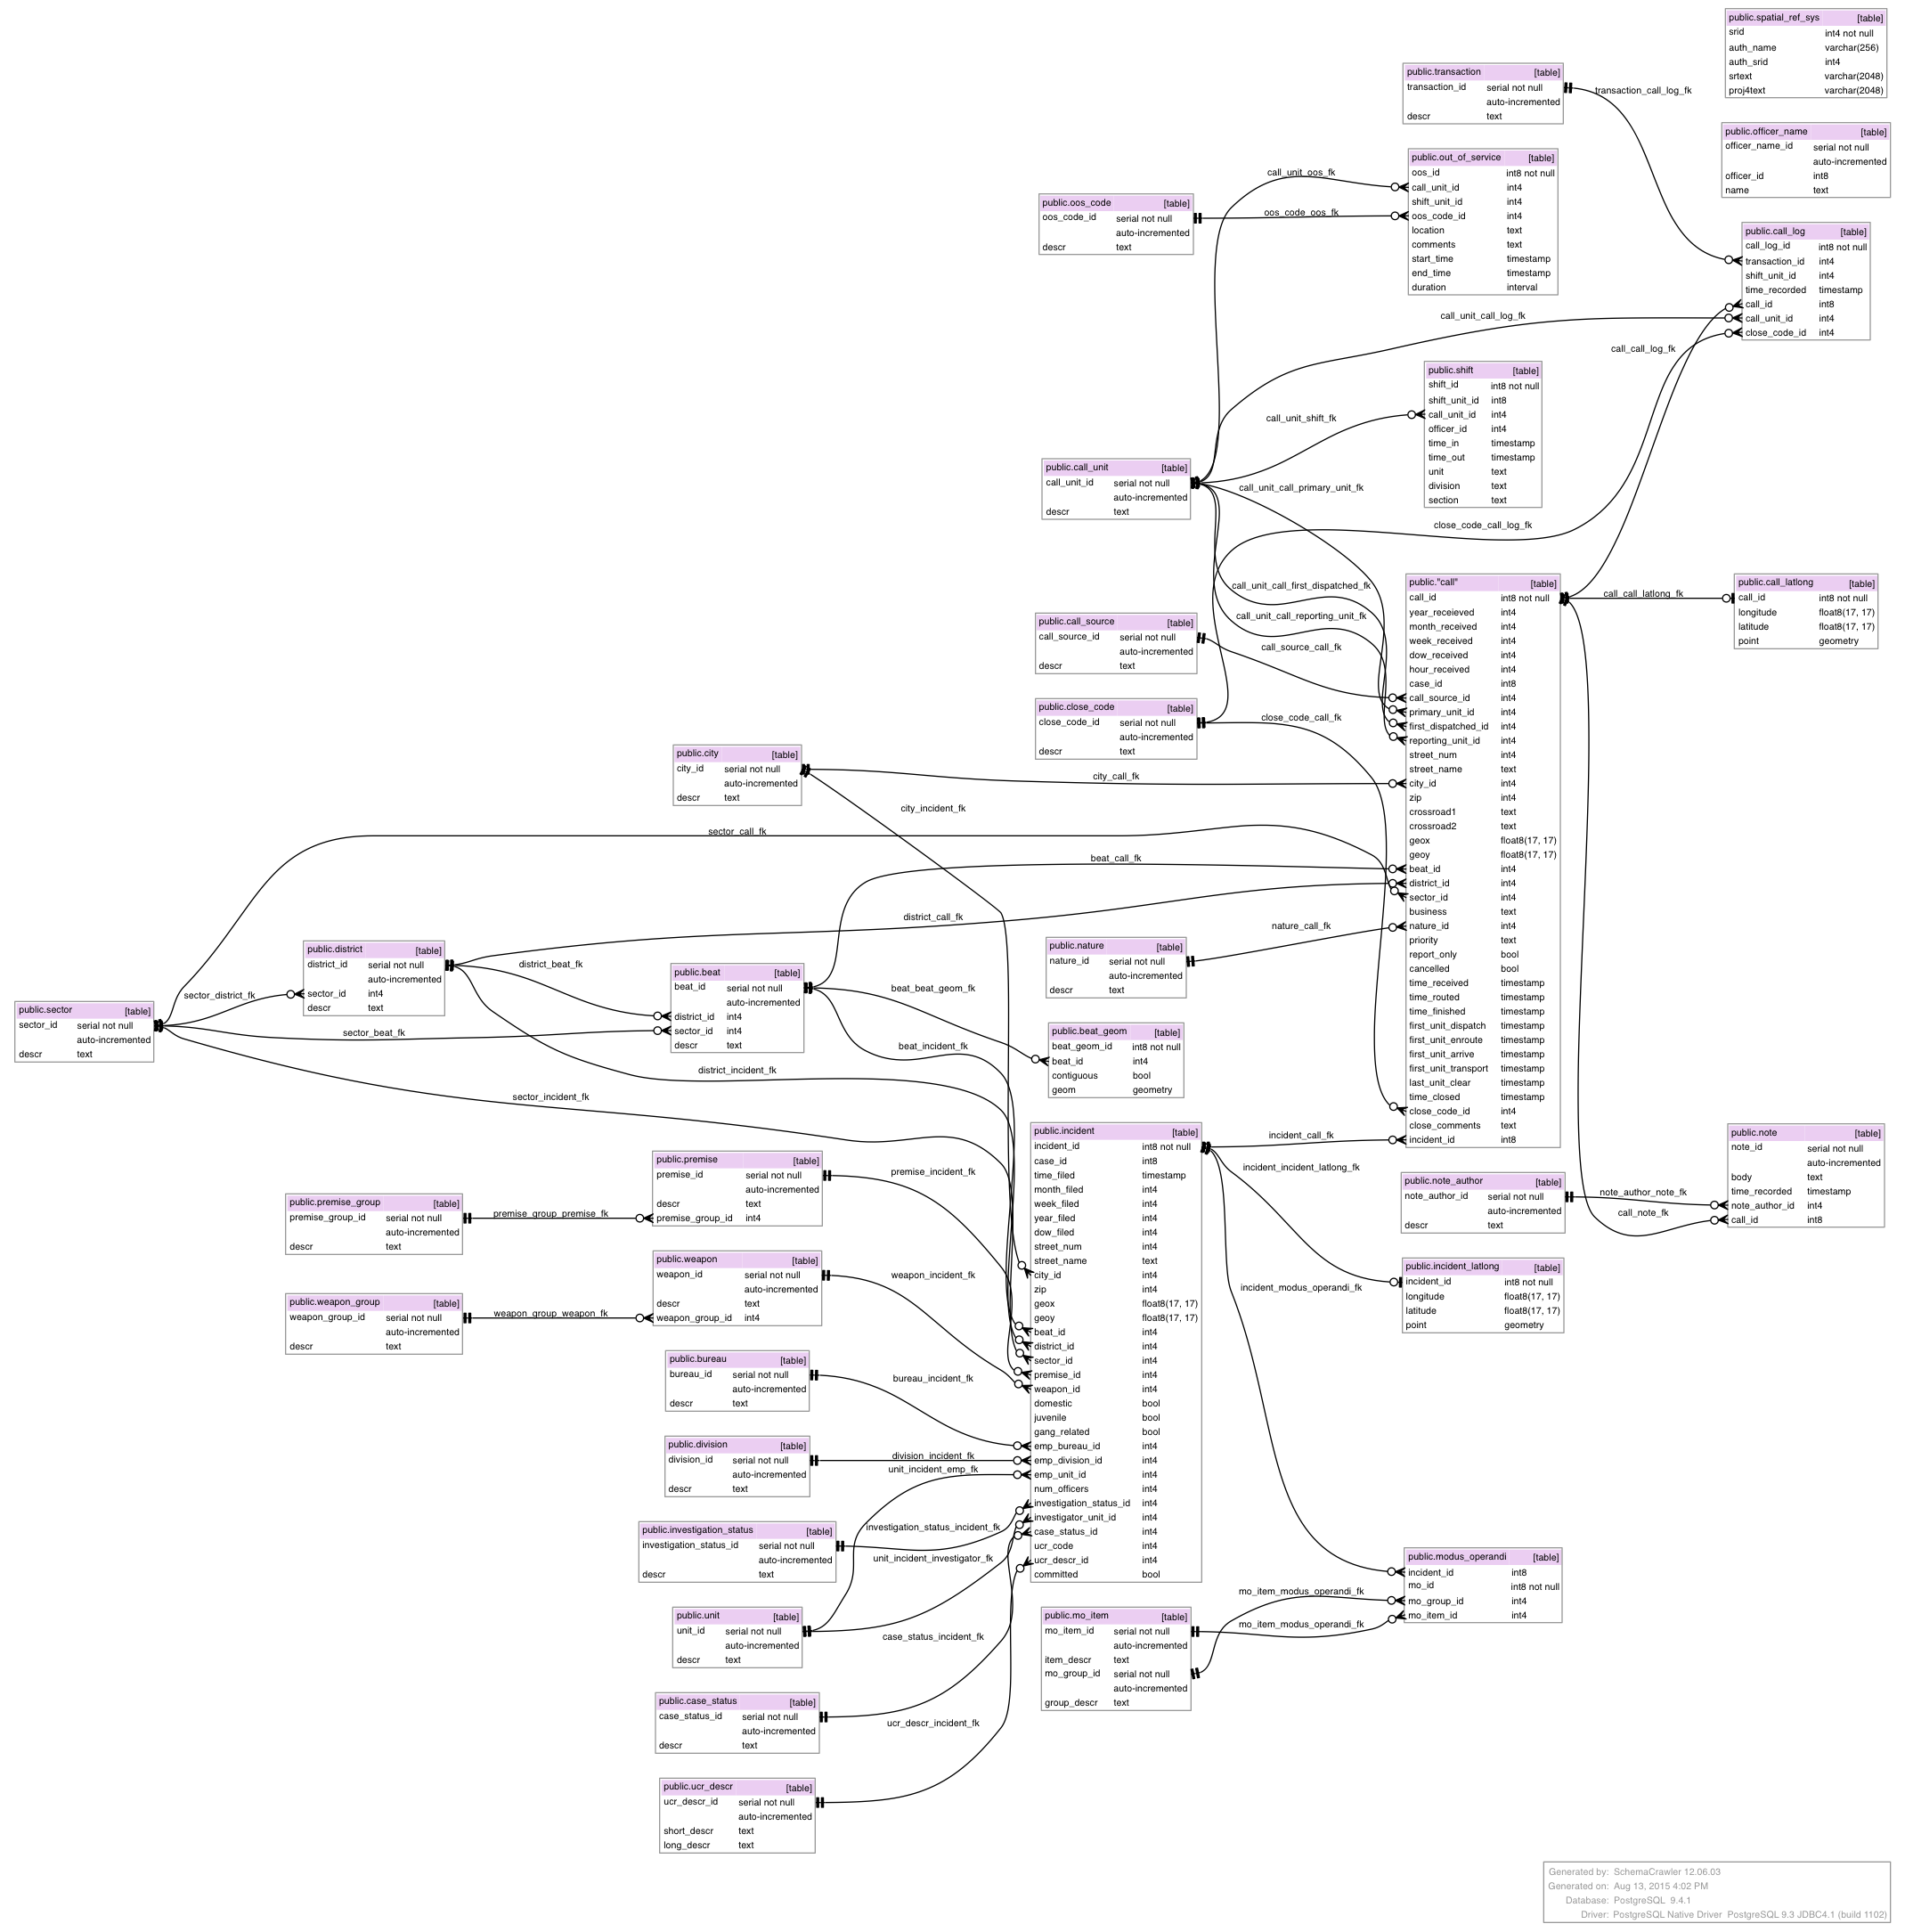 public.spatial_ref_sys [table]
srid int4 not null
auth_name varchar(256)
auth_srid int4
srtext varchar(2048)
proj4text varchar(2048)
public.transaction [table]
transaction_id serial not null
auto-incremented
descr text
transaction_call_log_fk
public.officer_name [table]
officer_name_id serial not null
auto-incremented
officer_id int8
name text
public.out_of_service [table]
oos_id int8 not null
call_unit_id int4
shift_unit_id int4
oos_code_id int4
location text
comments text
start_time timestamp
end_time timestamp
duration interval
call_unit_oos_fk
public.oos_code [table]
oos_code_id serial not null
auto-incremented
descr text
oos_code_oos_fk
public.call_log [table]
call_log_id int8 not null
transaction_id int4
shift_unit_id int4
time_recorded timestamp
call_id int8
call_unit_id int4
close_code_id int4
call_unit_call_log_fk
call_call_log_fk
public.shift [table]
shift_id int8 not null
shift_unit_id int8
call_unit_id int4
officer_id int4
time_in timestamp
time_out timestamp
unit text
division text
section text
call_unit_shift_fk
public.call_unit [table]
call_unit_id serial not null
auto-incremented
descr text
call_unit_call_primary_unit_fk
close_code_call_log_fk
call_unit_call_first_dispatched_fk
call_unit_call_reporting_unit_fk
public."call" [table]
call_id int8 not null
year_receieved int4
month_received int4
week_received int4
dow_received int4
hour_received int4
case_id int8
call_source_id int4
primary_unit_id int4
first_dispatched_id int4
reporting_unit_id int4
street_num int4
street_name text
city_id int4
zip int4
crossroad1 text
crossroad2 text
geox float8(17, 17)
geoy float8(17, 17)
beat_id int4
district_id int4
sector_id int4
business text
nature_id int4
priority text
report_only bool
cancelled bool
time_received timestamp
time_routed timestamp
time_finished timestamp
first_unit_dispatch timestamp
first_unit_enroute timestamp
first_unit_arrive timestamp
first_unit_transport timestamp
last_unit_clear timestamp
time_closed timestamp
close_code_id int4
close_comments text
incident_id int8
call_call_latlong_fk
public.call_latlong [table]
call_id int8 not null
longitude float8(17, 17)
latitude float8(17, 17)
point geometry
public.call_source [table]
call_source_id serial not null
auto-incremented
descr text
call_source_call_fk
public.close_code [table]
close_code_id serial not null
auto-incremented
descr text
close_code_call_fk
public.city [table]
city_id serial not null
auto-incremented
descr text
city_call_fk
city_incident_fk
sector_call_fk
beat_call_fk
district_call_fk
public.district [table]
district_id serial not null
auto-incremented
sector_id int4
descr text
district_beat_fk
public.sector [table]
sector_id serial not null
auto-incremented
descr text
sector_district_fk
sector_beat_fk
public.beat [table]
beat_id serial not null
auto-incremented
district_id int4
sector_id int4
descr text
beat_beat_geom_fk
beat_incident_fk
district_incident_fk
sector_incident_fk
public.nature [table]
nature_id serial not null
auto-incremented
descr text
nature_call_fk
public.beat_geom [table]
beat_geom_id int8 not null
beat_id int4
contiguous bool
geom geometry
public.incident [table]
incident_id int8 not null
case_id int8
time_filed timestamp
month_filed int4
week_filed int4
year_filed int4
dow_filed int4
street_num int4
street_name text
city_id int4
zip int4
geox float8(17, 17)
geoy float8(17, 17)
beat_id int4
district_id int4
sector_id int4
premise_id int4
weapon_id int4
domestic bool
juvenile bool
gang_related bool
emp_bureau_id int4
emp_division_id int4
emp_unit_id int4
num_officers int4
investigation_status_id int4
investigator_unit_id int4
case_status_id int4
ucr_code int4
ucr_descr_id int4
committed bool
incident_call_fk
incident_incident_latlong_fk
incident_modus_operandi_fk
public.note [table]
note_id serial not null
auto-incremented
body text
time_recorded timestamp
note_author_id int4
call_id int8
public.note_author [table]
note_author_id serial not null
auto-incremented
descr text
note_author_note_fk
call_note_fk
public.incident_latlong [table]
incident_id int8 not null
longitude float8(17, 17)
latitude float8(17, 17)
point geometry
public.premise [table]
premise_id serial not null
auto-incremented
descr text
premise_group_id int4
premise_incident_fk
public.premise_group [table]
premise_group_id serial not null
auto-incremented
descr text
premise_group_premise_fk
public.weapon [table]
weapon_id serial not null
auto-incremented
descr text
weapon_group_id int4
weapon_incident_fk
public.weapon_group [table]
weapon_group_id serial not null
auto-incremented
descr text
weapon_group_weapon_fk
public.bureau [table]
bureau_id serial not null
auto-incremented
descr text
bureau_incident_fk
public.division [table]
division_id serial not null
auto-incremented
descr text
division_incident_fk
unit_incident_emp_fk
public.investigation_status [table]
investigation_status_id serial not null
auto-incremented
descr text
investigation_status_incident_fk
unit_incident_investigator_fk
public.unit [table]
unit_id serial not null
auto-incremented
descr text
case_status_incident_fk
public.case_status [table]
case_status_id serial not null
auto-incremented
descr text
ucr_descr_incident_fk
public.ucr_descr [table]
ucr_descr_id serial not null
auto-incremented
short_descr text
long_descr text
public.modus_operandi [table]
incident_id int8
mo_id int8 not null
mo_group_id int4
mo_item_id int4
mo_item_modus_operandi_fk
mo_item_modus_operandi_fk
public.mo_item [table]
mo_item_id serial not null
auto-incremented
item_descr text
mo_group_id serial not null
auto-incremented
group_descr text
Generated by: SchemaCrawler 12.06.03
Generated on: Aug 13, 2015 4:02 PM
Database: PostgreSQL 9.4.1
Driver: PostgreSQL Native Driver PostgreSQL 9.3 JDBC4.1 (build 1102)